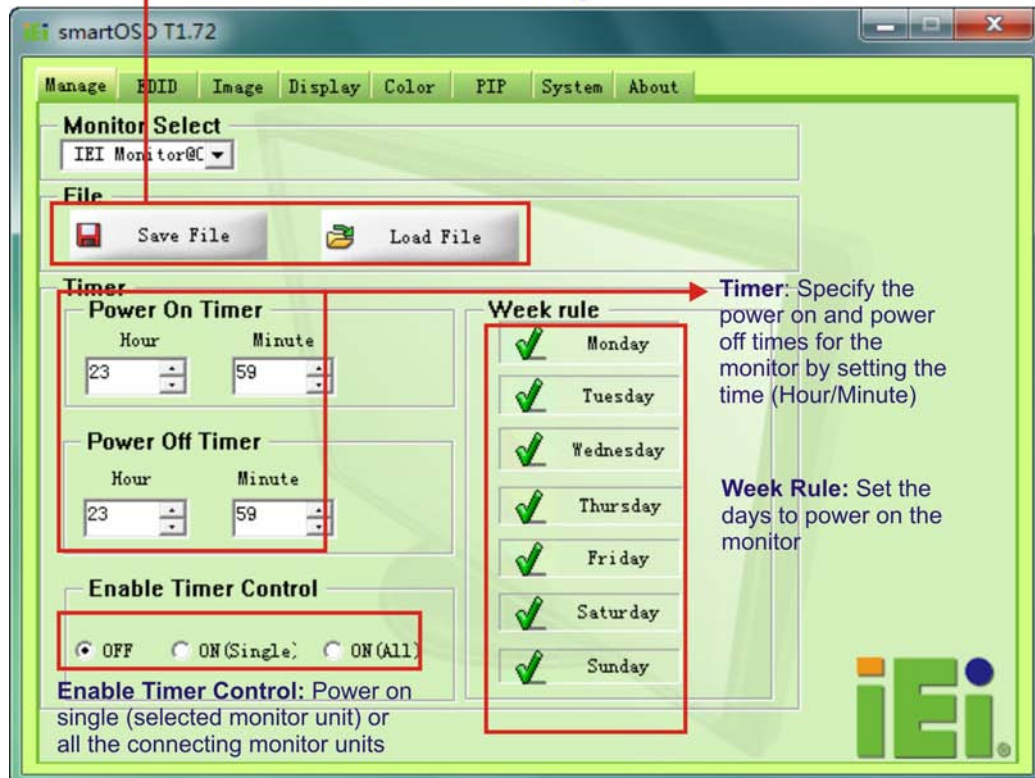 smartOSD T1.72
Manage EDID Image Display Color PIP System About
Monitor Select
IEI Monitor@C
File
Save File Load File
Timer
Power On Timer
Hour Minute
23 59
Power Off Timer
Hour Minute
23 59
Enable Timer Control
OFF ON(Single) ON(All)
Enable Timer Control: Power on
single (selected monitor unit) or
all the connecting monitor units
Week rule
Monday
Tuesday
Wednesday
Thursday
Friday
Saturday
Sunday
Timer: Specify the
power on and power
off times for the
monitor by setting the
time (Hour/Minute)
Week Rule: Set the
days to power on the
monitor
iEi